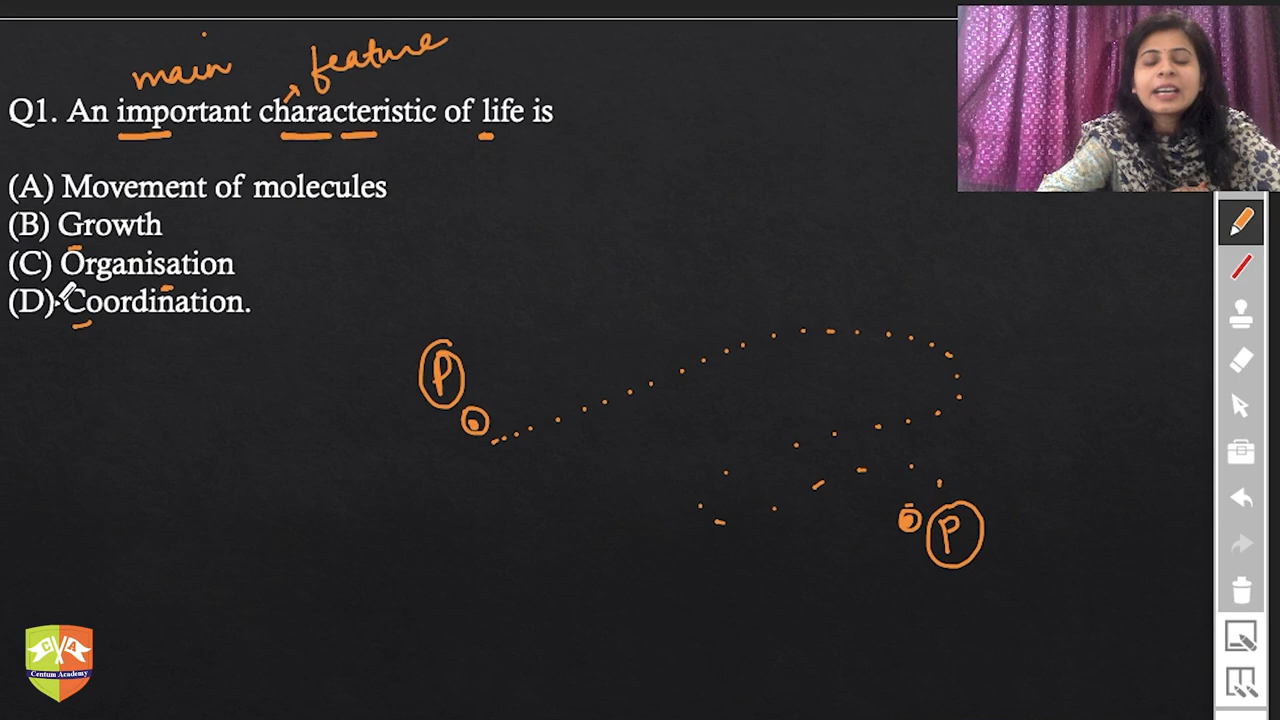 main feature
Q1. An important characteristic of life is
(A) Movement of molecules
(B) Growth
(C) Organisation
(D) Coordination.
P
P
C A
Centum Academy